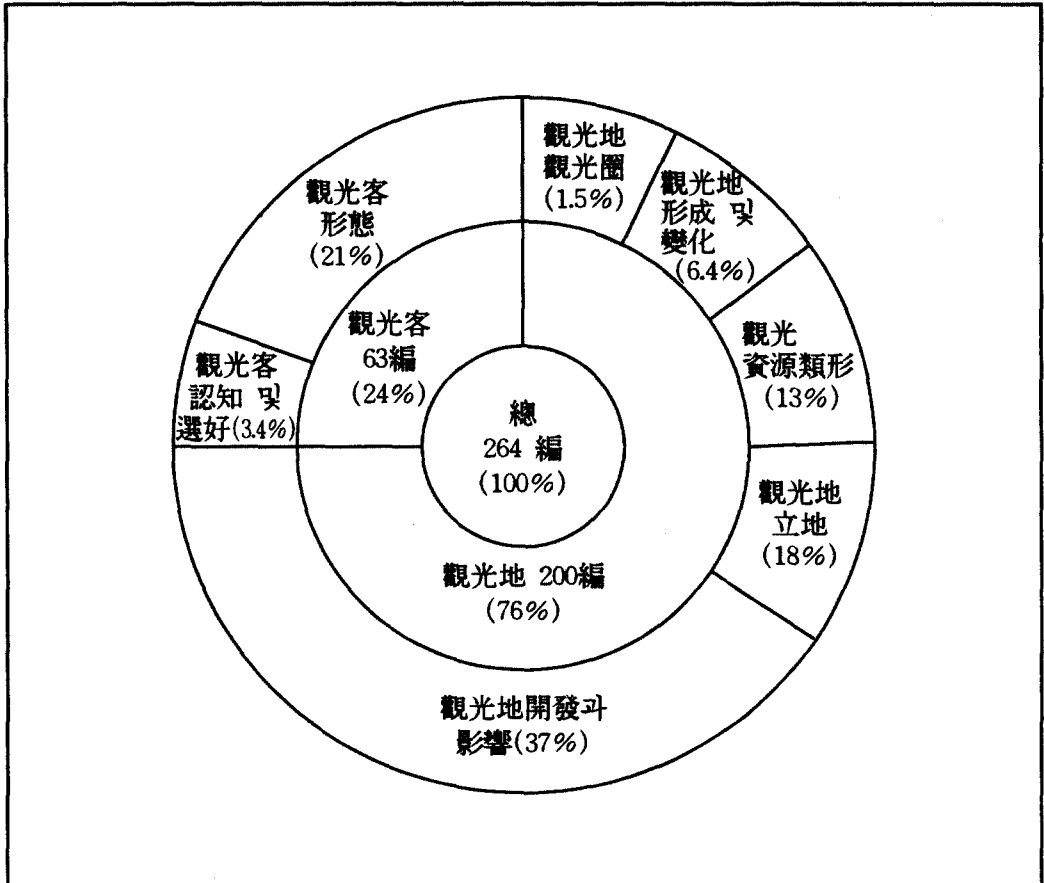 總
264 編
(100%)
觀光客
63編
(24%)
觀光地 200編
(76%)
觀光地
觀光圈
(1.5%)
觀光地
形成 및
變化
(6.4%)
觀光
資源類形
(13%)
觀光地
立地
(18%)
觀光地開發과
影響(37%)
觀光客
認知 및
選好(3.4%)
觀光客
形態
(21%)